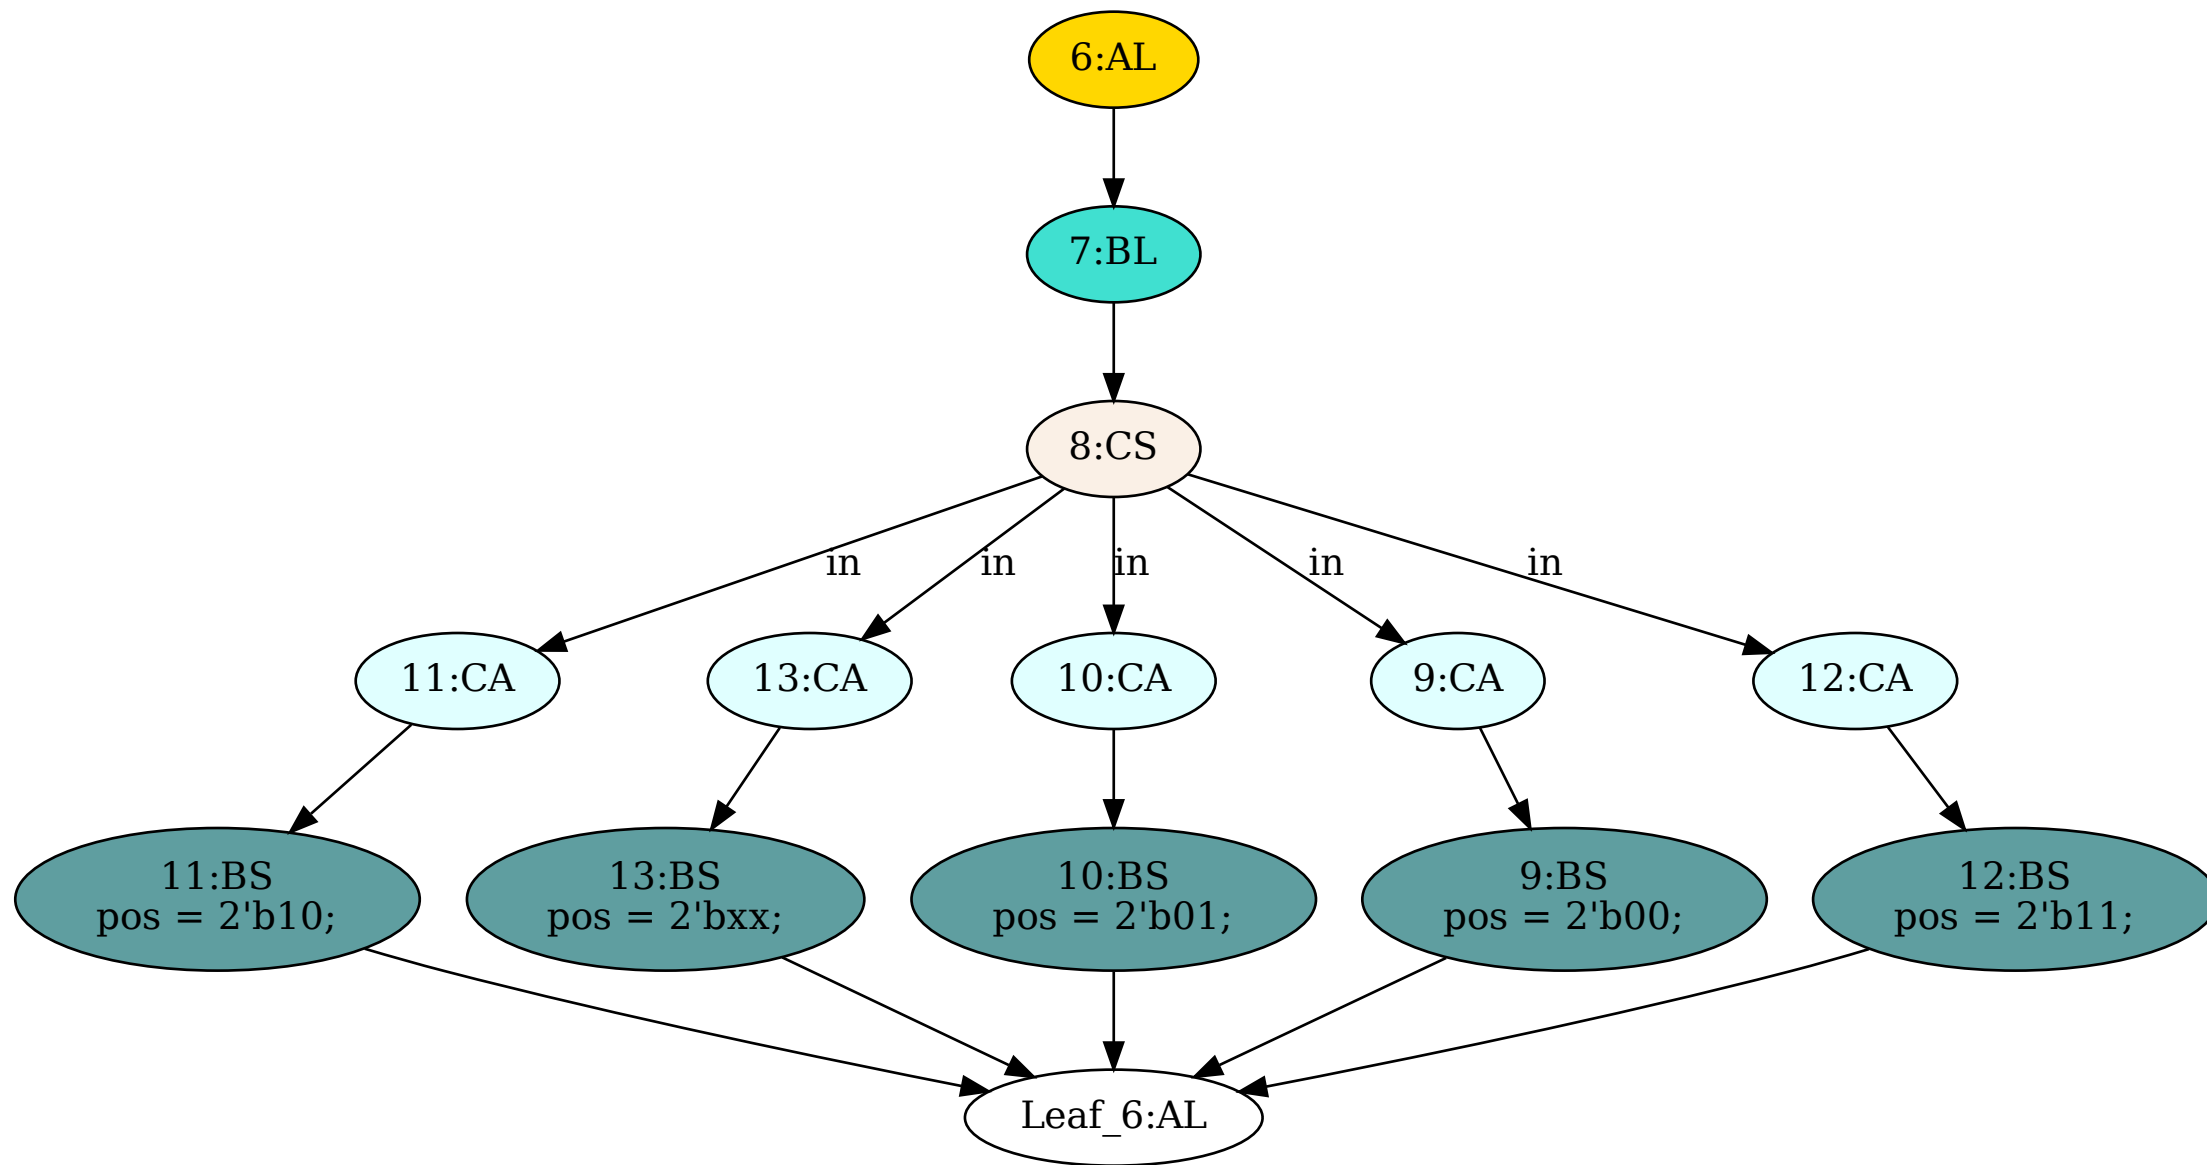 6:AL
7:BL
8:CS
in
in
in
in
in
11:CA
13:CA
10:CA
9:CA
12:CA
11:BS
pos = 2'b10;
13:BS
pos = 2'bxx;
10:BS
pos = 2'b01;
9:BS
pos = 2'b00;
12:BS
pos = 2'b11;
Leaf_6:AL